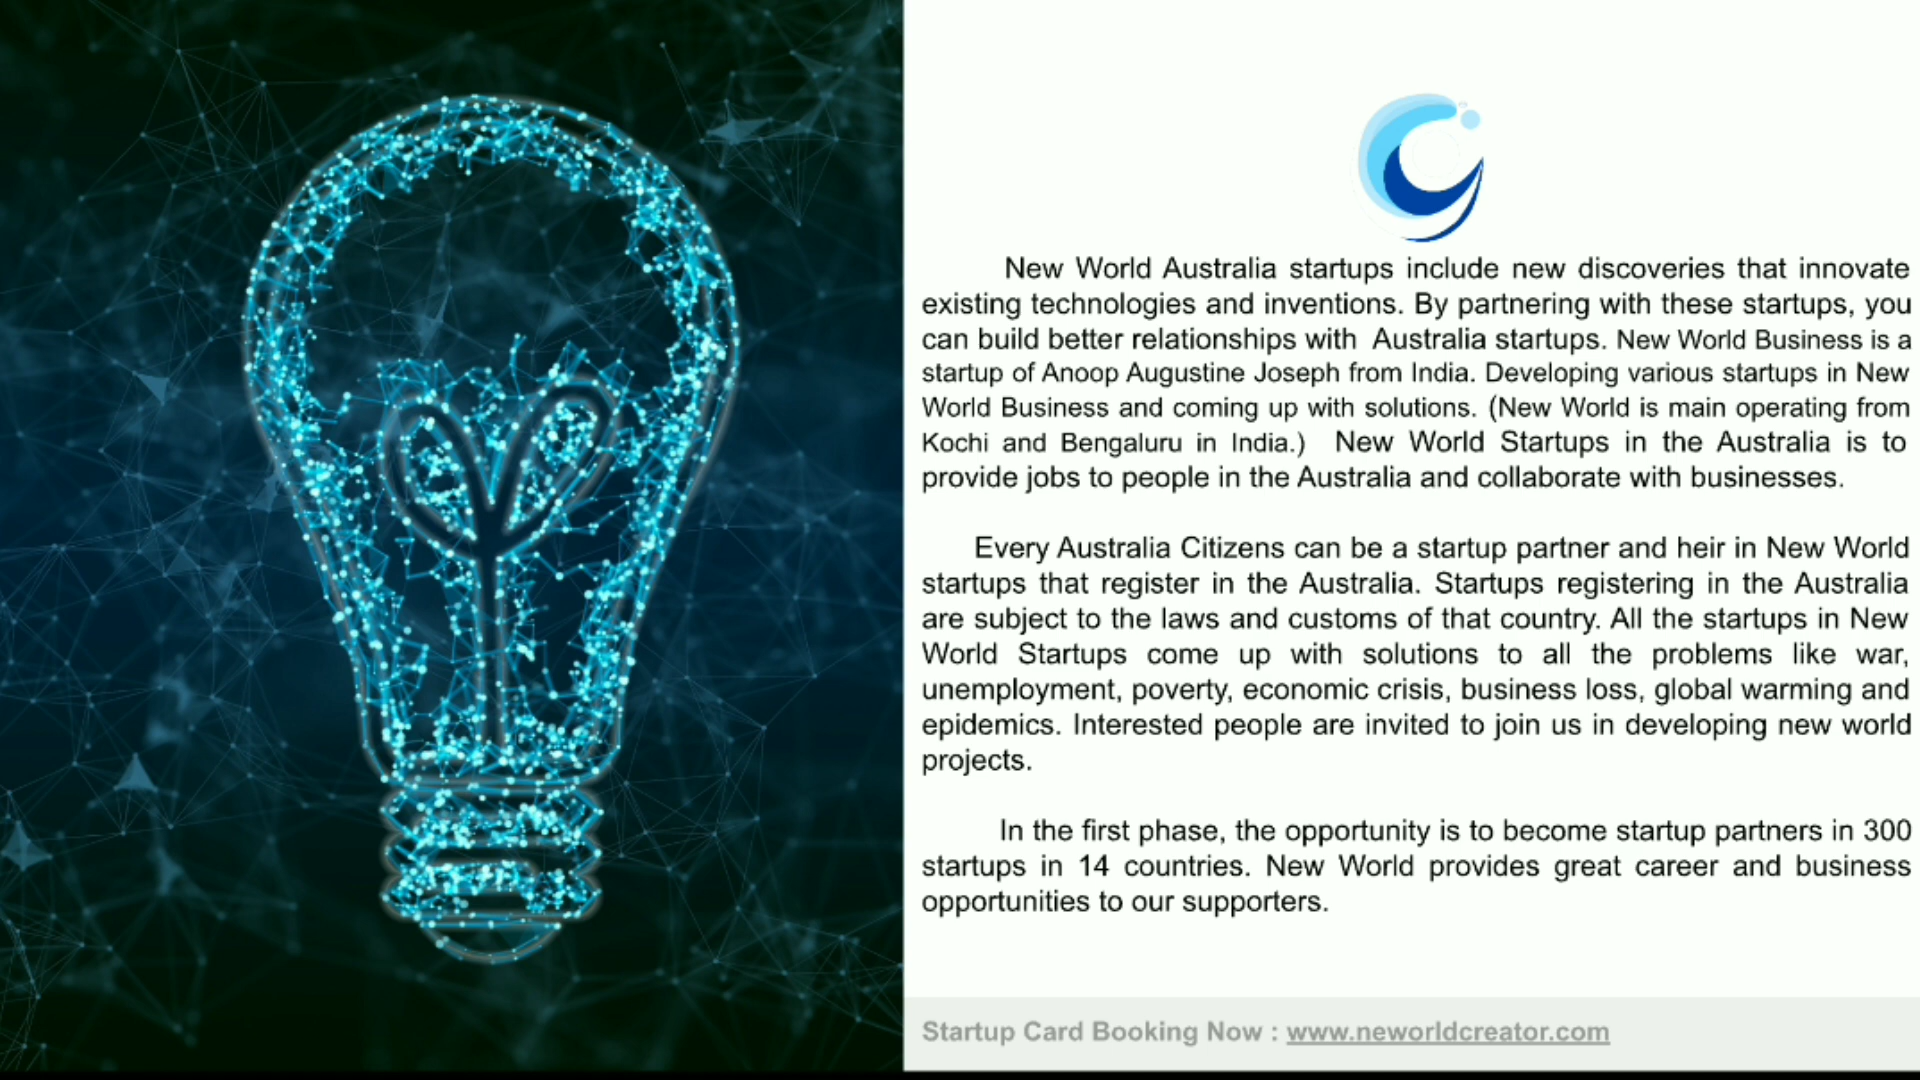 New World Australia startups include new discoveries that innovate
existing technologies and inventions. By partnering with these startups, you
can build better relationships with Australia startups. New World Business is a
startup of Anoop Augustine Joseph from India. Developing various startups in New
World Business and coming up with solutions. (New World is main operating from
Kochi and Bengaluru in India.) New World Startups in the Australia is to
provide jobs to people in the Australia and collaborate with businesses.
Every Australia Citizens can be a startup partner and heir in New World
startups that register in the Australia. Startups registering in the Australia
are subject to the laws and customs of that country. All the startups in New
World Startups come up with solutions to all the problems like war,
unemployment, poverty, economic crisis, business loss, global warming and
epidemics. Interested people are invited to join us in developing new world
projects.
In the first phase, the opportunity is to become startup partners in 300
startups in 14 countries. New World provides great career and business
opportunities to our supporters.
Startup Card Booking Now : www.neworldcreator.com